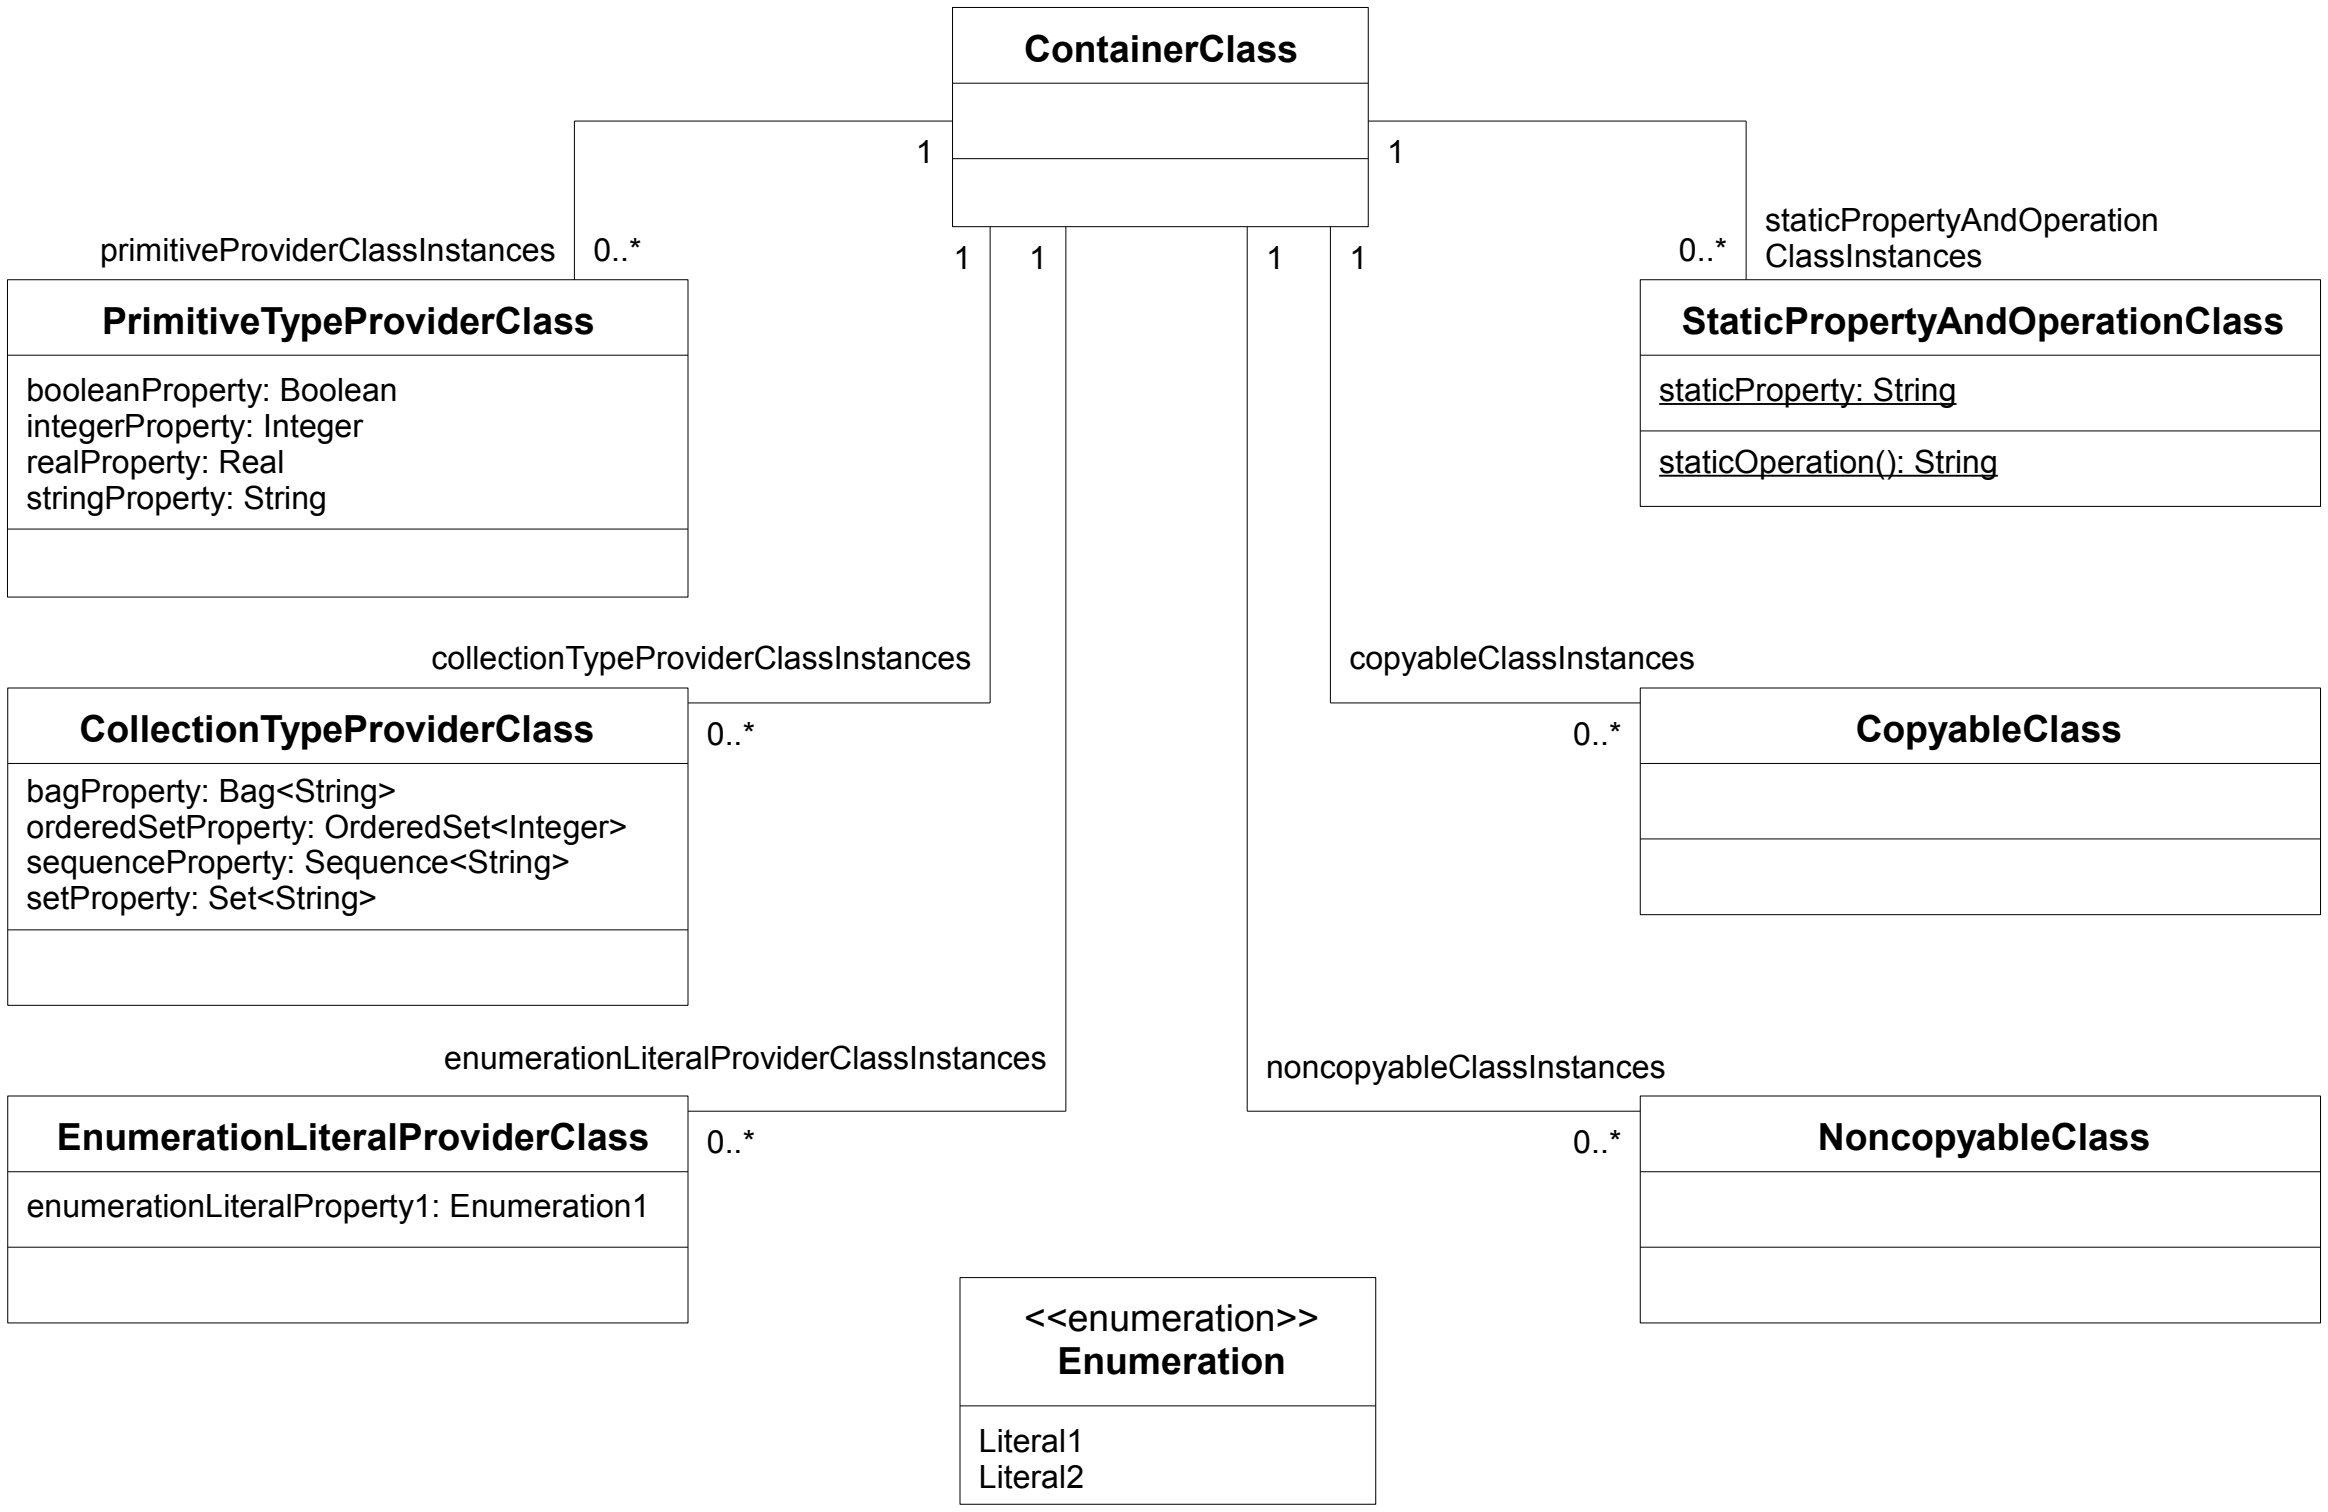 ContainerClass
1
1
primitiveProviderClassInstances
0..*
1
1
1
1
0..*
staticPropertyAndOperation
ClassInstances
PrimitiveTypeProviderClass
booleanProperty: Boolean
integerProperty: Integer
realProperty: Real
stringProperty: String
StaticPropertyAndOperationClass
staticProperty: String
staticOperation(): String
collectionTypeProviderClassInstances
copyableClassInstances
CollectionTypeProviderClass
0..*
bagProperty: Bag<String>
orderedSetProperty: OrderedSet<Integer>
sequenceProperty: Sequence<String>
setProperty: Set<String>
0..*
CopyableClass
enumerationLiteralProviderClassInstances
noncopyableClassInstances
EnumerationLiteralProviderClass
0..*
enumerationLiteralProperty1: Enumeration1
0..*
NoncopyableClass
<<enumeration>>
Enumeration
Literal1
Literal2